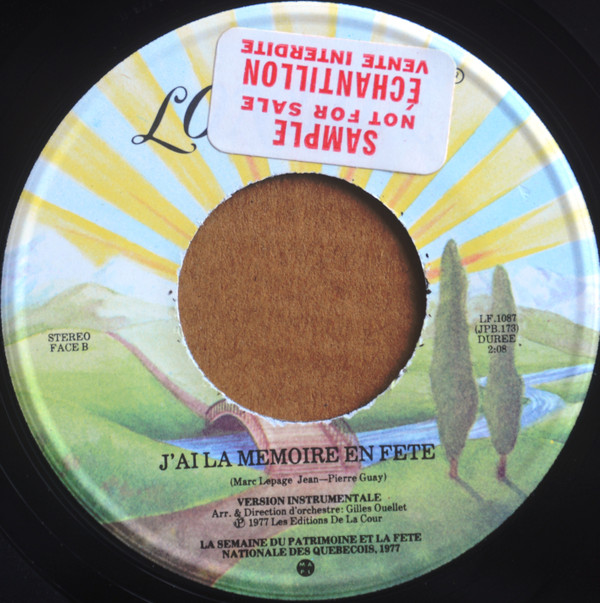 SAMPLE
NOT FOR SALE
ÉCHANTILLON
VENTE INTERDITE
LO
®
STEREO
FACE B
LF.1087
(JPB.173)
DUREE
2:08
J'AI LA MEMOIRE EN FETE
(Marc Lepage Jean—Pierre Guay)
VERSION INSTRUMENTALE
Arr. & Direction d'orchestre: Gilles Ouellet
℗ 1977 Les Editions De La Cour
LA SEMAINE DU PATRIMOINE ET LA FETE
NATIONALE DES QUEBECOIS, 1977